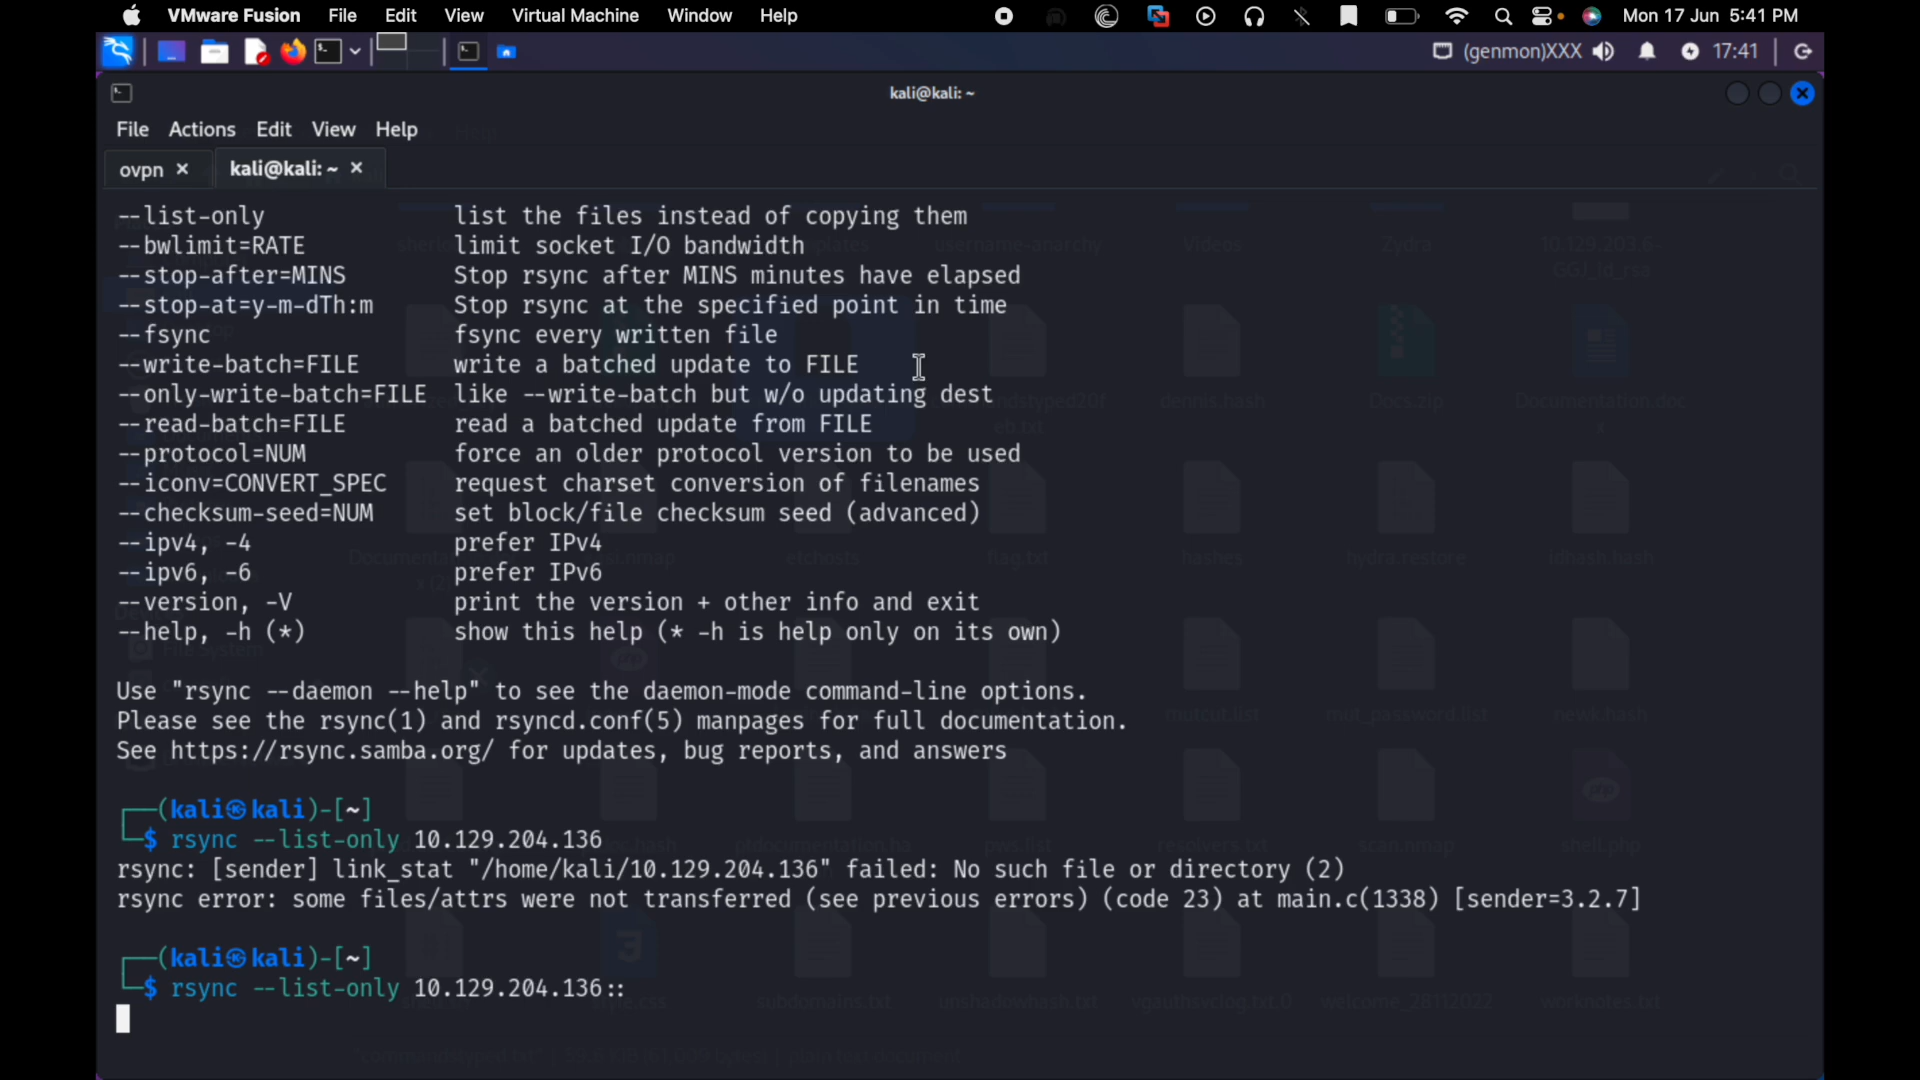 VMware Fusion File Edit View Virtual Machine Window Help Mon 17 Jun 5:41 PM
(genmon)XXX 17:41
kali@kali: ~
File Actions Edit View Help
ovpn × kali@kali: ~ ×
--list-only list the files instead of copying them
--bwlimit=RATE limit socket I/O bandwidth
--stop-after=MINS Stop rsync after MINS minutes have elapsed
--stop-at=y-m-dTh:m Stop rsync at the specified point in time
--fsync fsync every written file
--write-batch=FILE write a batched update to FILE
--only-write-batch=FILE like --write-batch but w/o updating dest
--read-batch=FILE read a batched update from FILE
--protocol=NUM force an older protocol version to be used
--iconv=CONVERT_SPEC request charset conversion of filenames
--checksum-seed=NUM set block/file checksum seed (advanced)
--ipv4, -4 prefer IPv4
--ipv6, -6 prefer IPv6
--version, -V print the version + other info and exit
--help, -h (*) show this help (* -h is help only on its own)
Use "rsync --daemon --help" to see the daemon-mode command-line options.
Please see the rsync(1) and rsyncd.conf(5) manpages for full documentation.
See https://rsync.samba.org/ for updates, bug reports, and answers
┌──(kali㉿kali)-[~]
└─$ rsync --list-only 10.129.204.136
rsync: [sender] link_stat "/home/kali/10.129.204.136" failed: No such file or directory (2)
rsync error: some files/attrs were not transferred (see previous errors) (code 23) at main.c(1338) [sender=3.2.7]
┌──(kali㉿kali)-[~]
└─$ rsync --list-only 10.129.204.136::